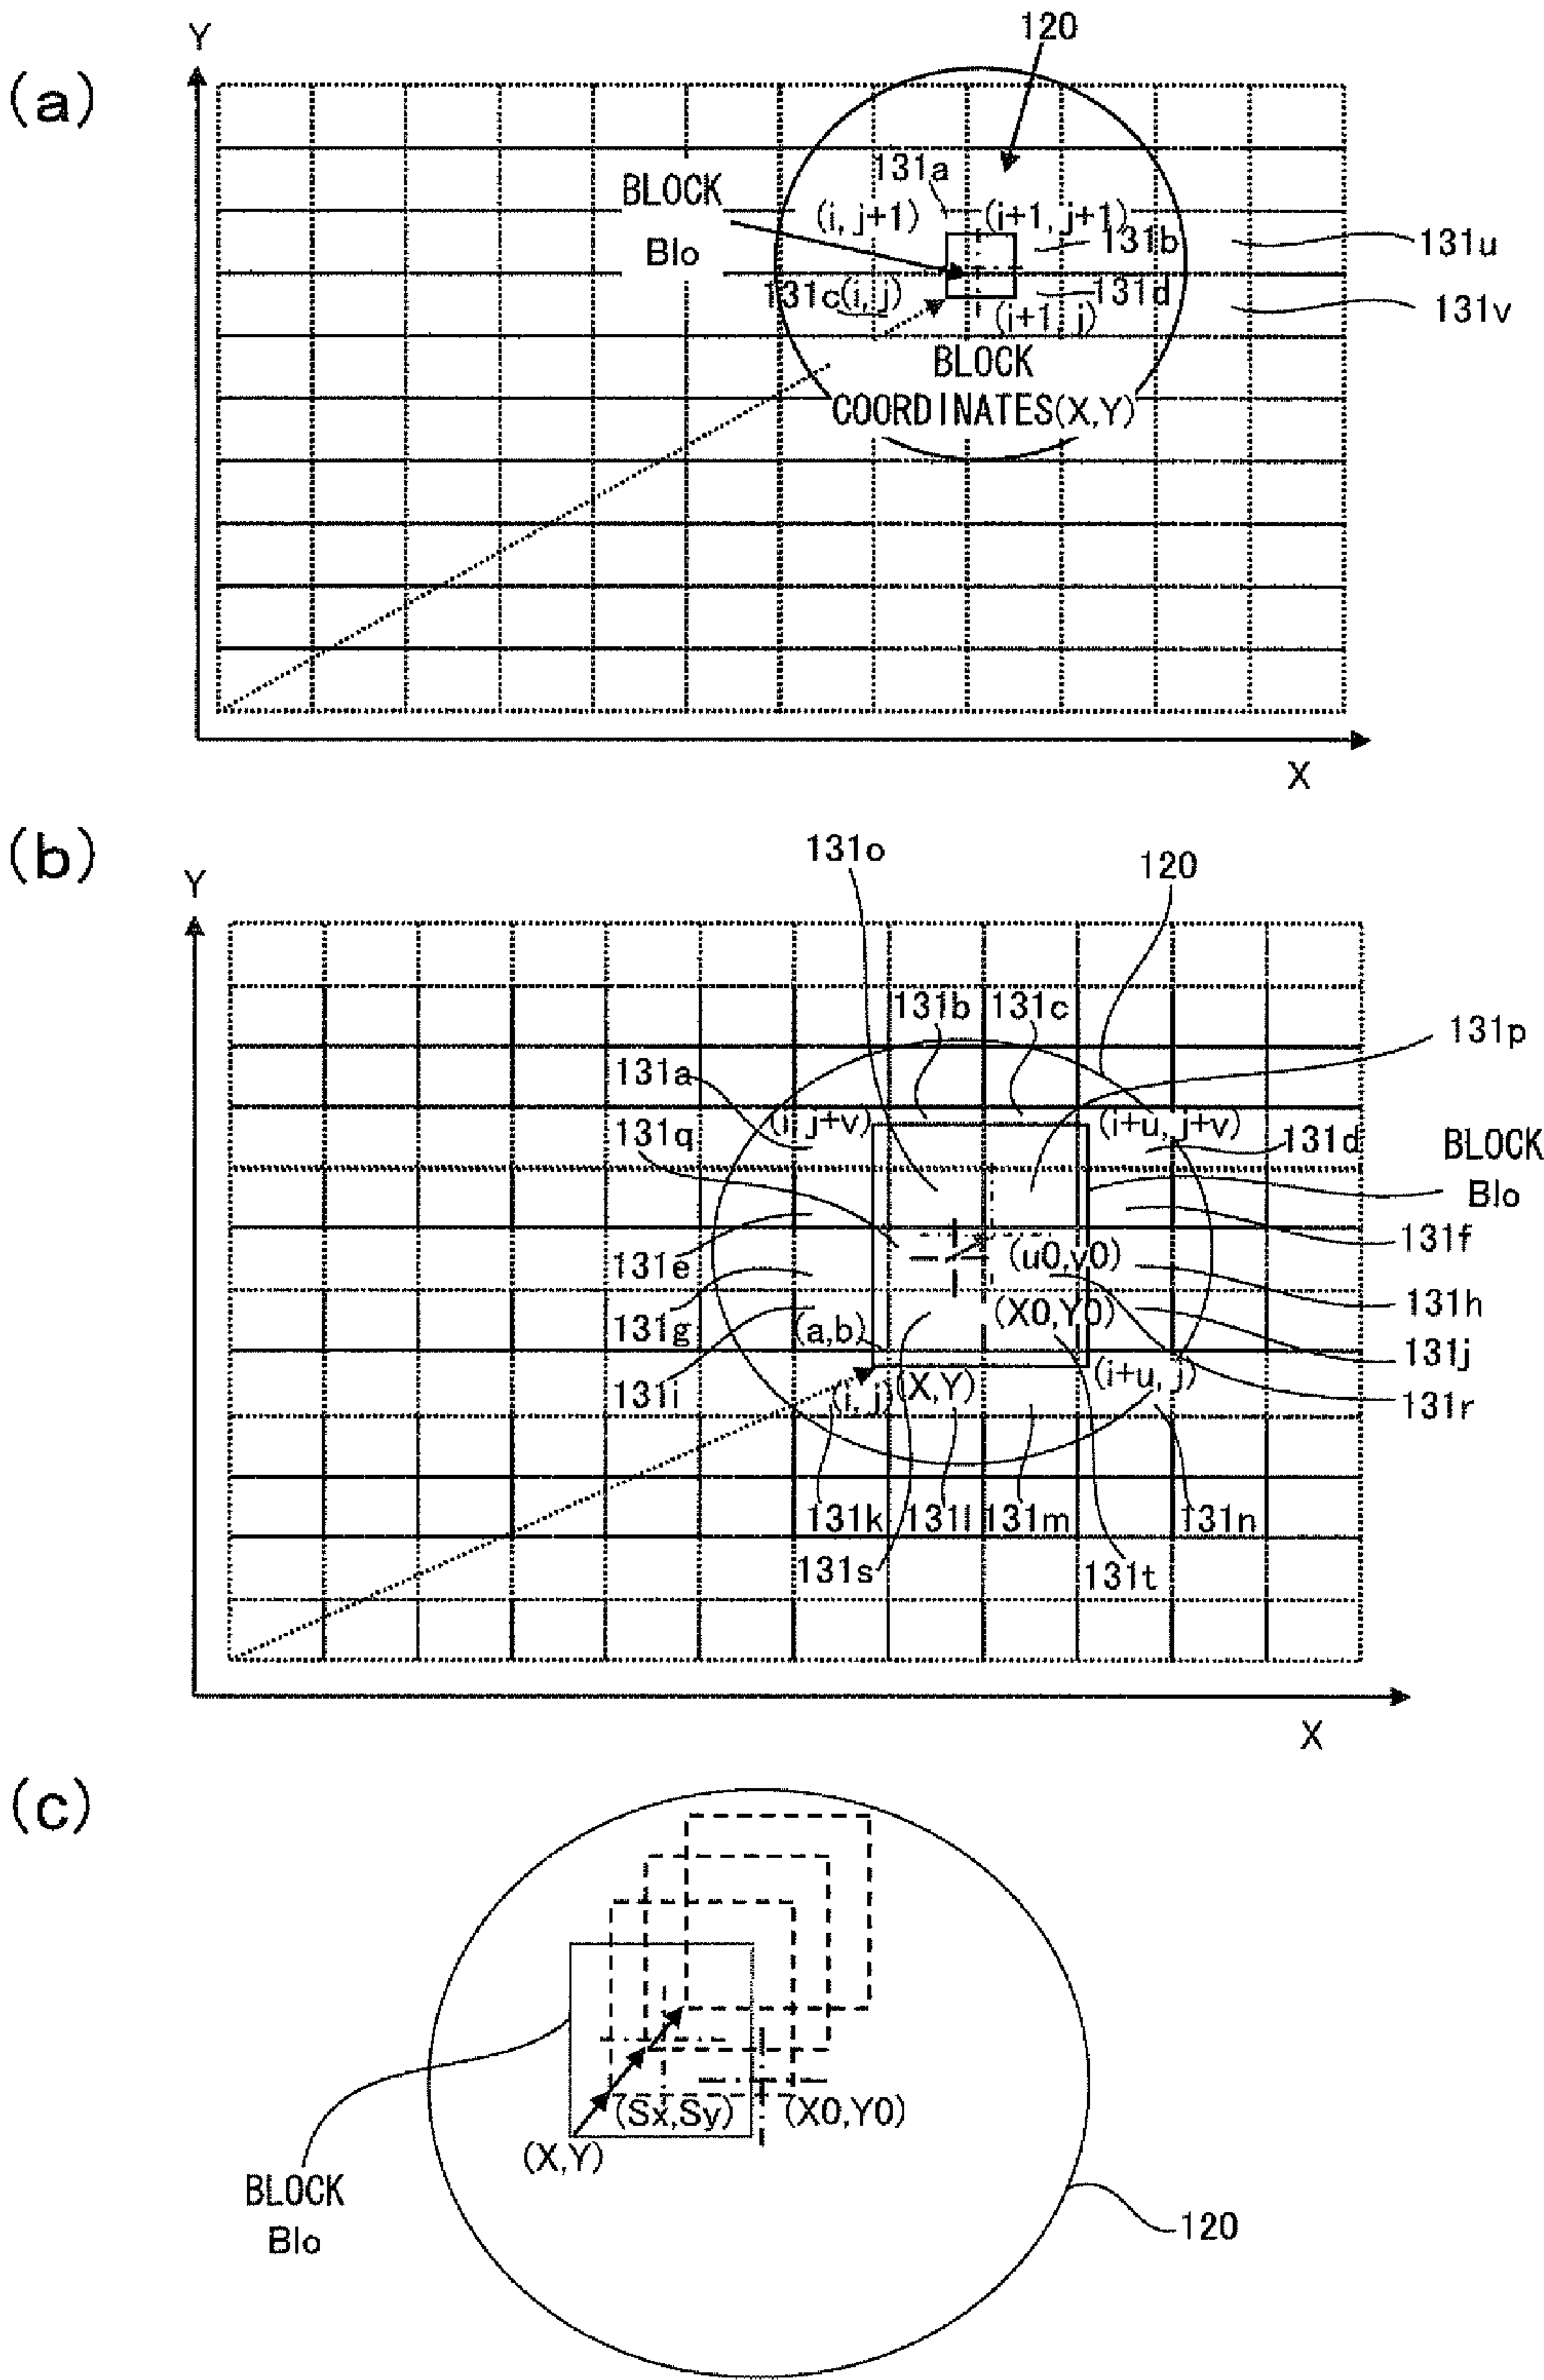 (a)
Y
120
131a
BLOCK
Blo
(i, j+1)
(i+1, j+1)
131b
131u
131c(i, j)
131d
131v
(i+1, j)
BLOCK
COORDINATES(X,Y)
X
(b)
Y
131o
120
131b
131c
131p
131a
(i, j+v)
(i+u, j+v)
131q
131d
BLOCK
Blo
131f
131e
(u0,v0)
131h
131g
(a,b)
(X0,Y0)
131j
131i
(i, j)
(X,Y)
(i+u, j)
131r
131k
131l
131m
131n
131s
131t
X
(c)
(Sx,Sy)
(X0,Y0)
(X,Y)
BLOCK
Blo
120